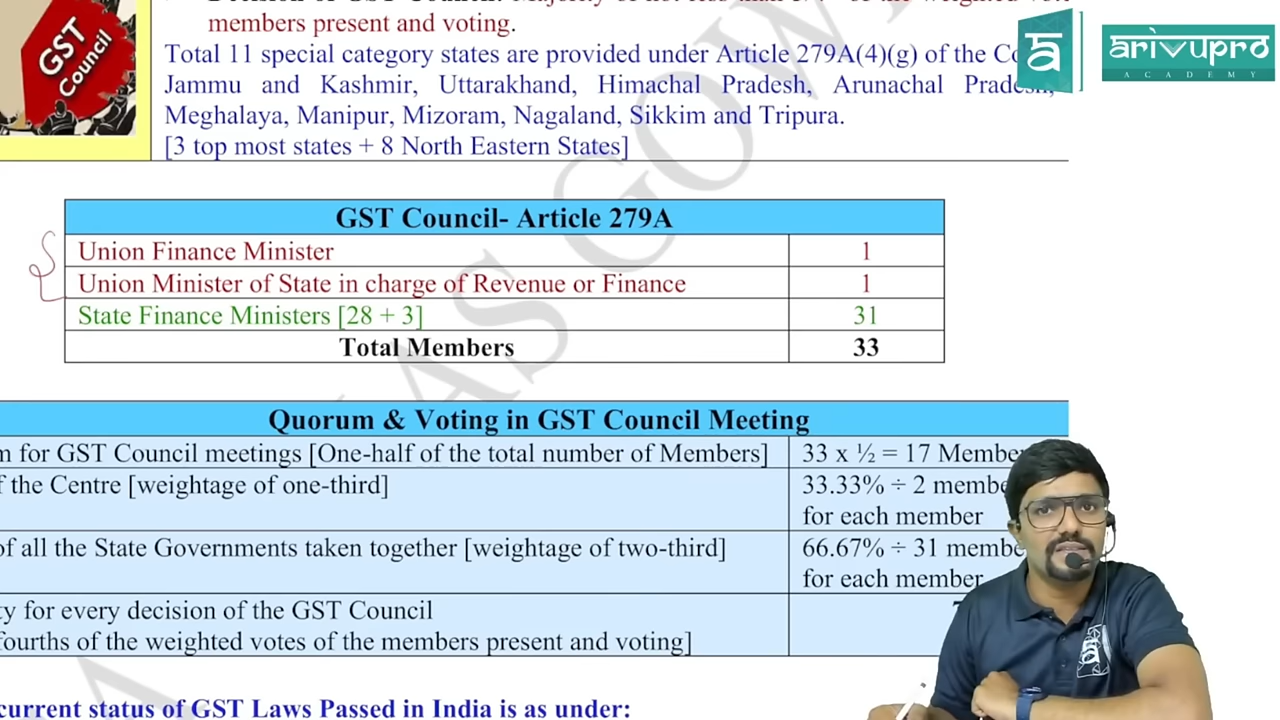 GST
Council
members present and voting.
Total 11 special category states are provided under Article 279A(4)(g) of the
Jammu and Kashmir, Uttarakhand, Himachal Pradesh, Arunachal Pradesh,
Meghalaya, Manipur, Mizoram, Nagaland, Sikkim and Tripura.
[3 top most states + 8 North Eastern States]
arivupro
ACADEMY
GST Council- Article 279A
Union Finance Minister 1
Union Minister of State in charge of Revenue or Finance 1
State Finance Ministers [28 + 3] 31
Total Members 33
Quorum & Voting in GST Council Meeting
for GST Council meetings [One-half of the total number of Members] 33 x ½ = 17
the Centre [weightage of one-third] 33.33% ÷ 2
for each member
of all the State Governments taken together [weightage of two-third] 66.67% ÷ 31
for each member
for every decision of the GST Council
of the weighted votes of the members present and voting]
current status of GST Laws Passed in India is as under: